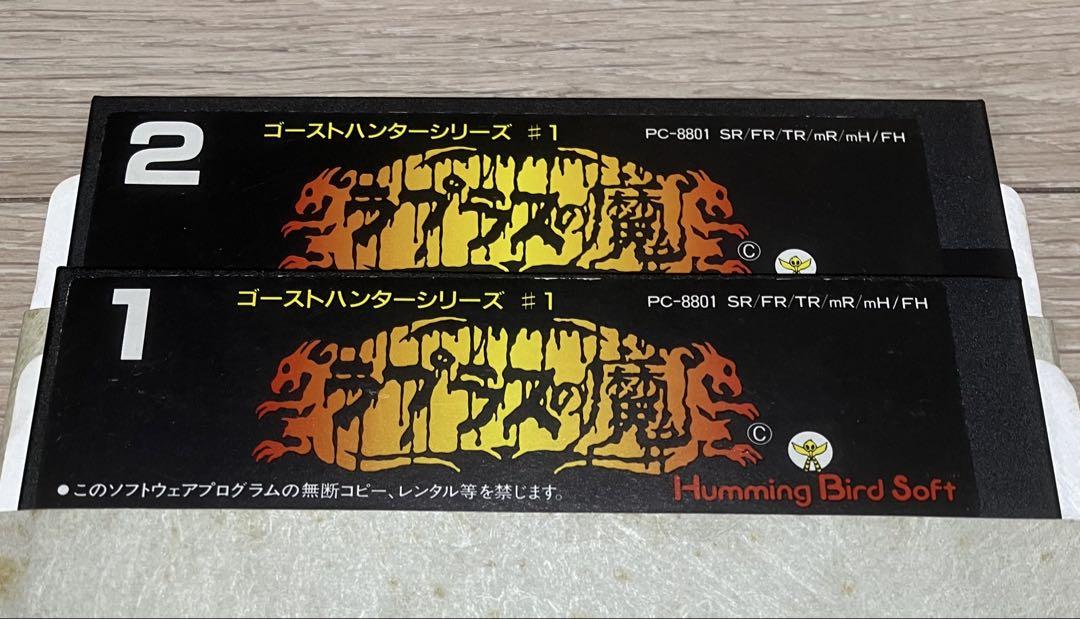 2
ゴーストハンターシリーズ ♯1
PC-8801 SR/FR/TR/mR/mH/FH
ラプラスの魔
©
1
ゴーストハンターシリーズ ♯1
PC-8801 SR/FR/TR/mR/mH/FH
ラプラスの魔
©
●このソフトウェアプログラムの無断コピー、レンタル等を禁じます。
Humming Bird Soft